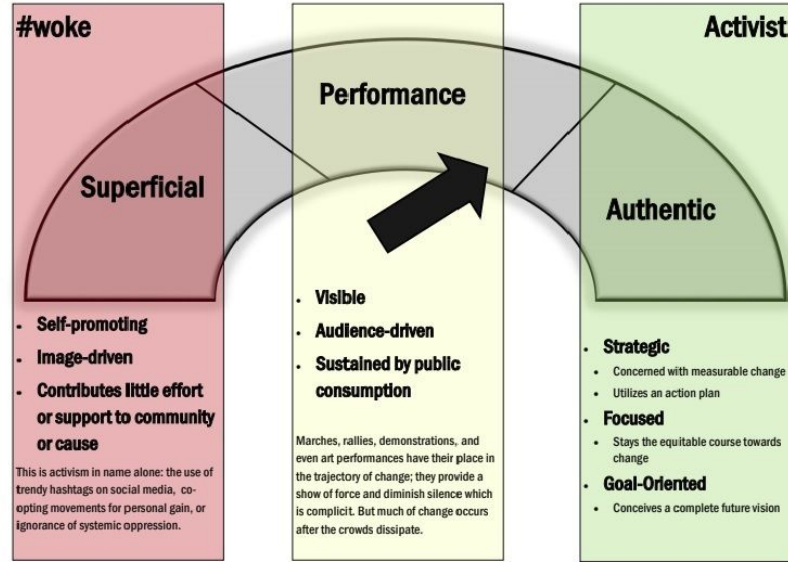 #woke
Superficial
• Self-promoting
• Image-driven
• Contributes little effort
or support to community
or cause
This is activism in name alone: the use of
trendy hashtags on social media, co-
opting movements for personal gain, or
ignorance of systemic oppression.
Performance
• Visible
• Audience-driven
• Sustained by public
consumption
Marches, rallies, demonstrations, and
even art performances have their place in
the trajectory of change; they provide a
show of force and diminish silence which
is complicit. But much of change occurs
after the crowds dissipate.
Activist
Authentic
• Strategic
• Concerned with measurable change
• Utilizes an action plan
• Focused
• Stays the equitable course towards
change
• Goal-Oriented
• Conceives a complete future vision